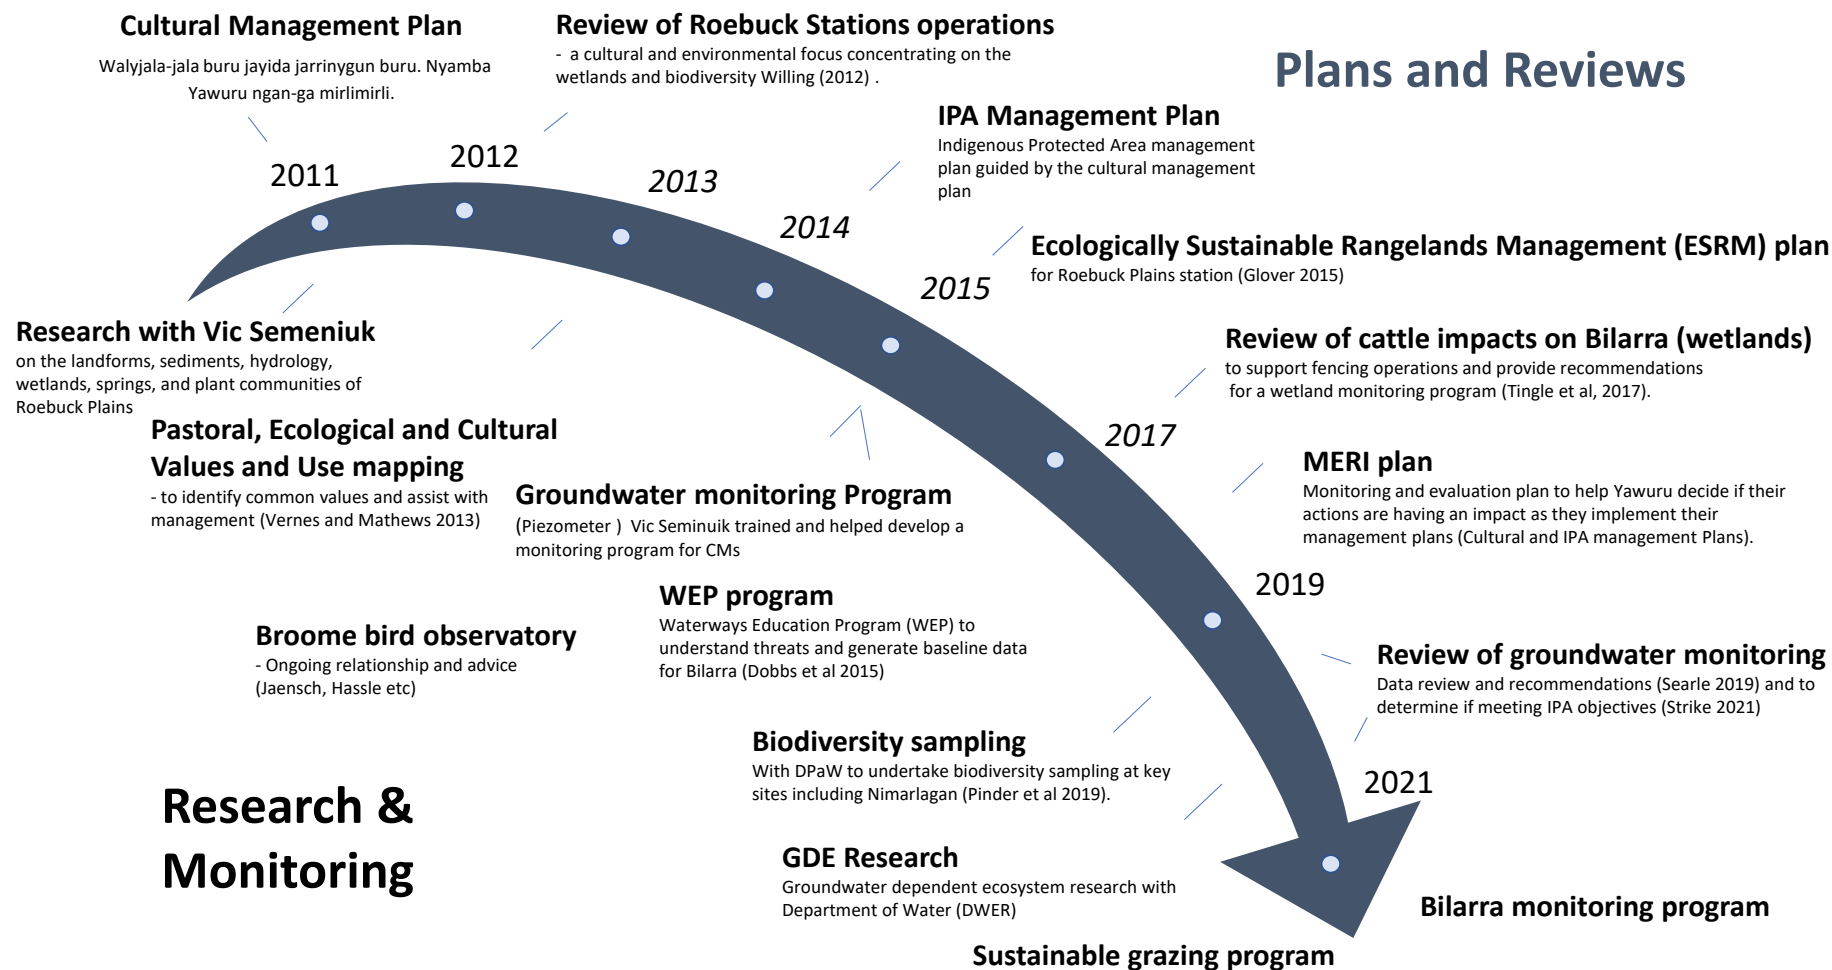 Cultural Management Plan
Walyjala-jala buru jayida jarrinygun buru. Nyamba
Yawuru ngan-ga mirlimirli.
Review of Roebuck Stations operations
- a cultural and environmental focus concentrating on the
wetlands and biodiversity Willing (2012) .
Plans and Reviews
IPA Management Plan
Indigenous Protected Area management
plan guided by the cultural management
plan
2011
2012
2013
2014
2015
Ecologically Sustainable Rangelands Management (ESRM) plan
for Roebuck Plains station (Glover 2015)
Research with Vic Semeniuk
on the landforms, sediments, hydrology,
wetlands, springs, and plant communities of
Roebuck Plains
Review of cattle impacts on Bilarra (wetlands)
to support fencing operations and provide recommendations
for a wetland monitoring program (Tingle et al, 2017).
Pastoral, Ecological and Cultural
Values and Use mapping
- to identify common values and assist with
management (Vernes and Mathews 2013)
2017
MERI plan
Monitoring and evaluation plan to help Yawuru decide if their
actions are having an impact as they implement their
management plans (Cultural and IPA management Plans).
Groundwater monitoring Program
(Piezometer ) Vic Seminuik trained and helped develop a
monitoring program for CMs
2019
WEP program
Waterways Education Program (WEP) to
understand threats and generate baseline data
for Bilarra (Dobbs et al 2015)
Broome bird observatory
- Ongoing relationship and advice
(Jaensch, Hassle etc)
Review of groundwater monitoring
Data review and recommendations (Searle 2019) and to
determine if meeting IPA objectives (Strike 2021)
Biodiversity sampling
With DPaW to undertake biodiversity sampling at key
sites including Nimarlagan (Pinder et al 2019).
2021
Research &
Monitoring
GDE Research
Groundwater dependent ecosystem research with
Department of Water (DWER)
Bilarra monitoring program
Sustainable grazing program